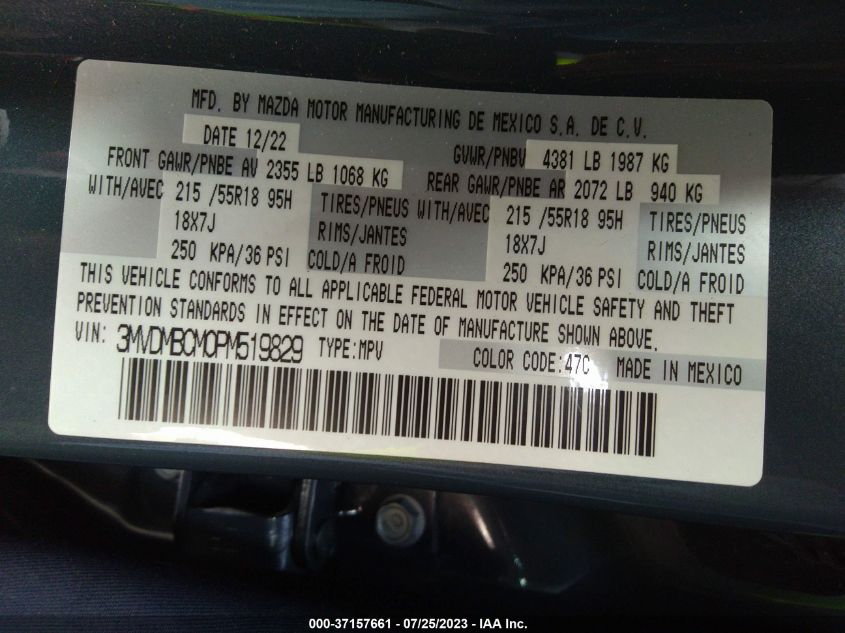 MFD. BY MAZDA MOTOR MANUFACTURING DE MEXICO S.A. DE C.V.
DATE 12/22 GVWR/PNBV 4381 LB 1987 KG
FRONT GAWR/PNBE AV 2355 LB 1068 KG REAR GAWR/PNBE AR 2072 LB 940 KG
WITH/AVEC 215 /55R18 95H TIRES/PNEUS WITH/AVEC 215 /55R18 95H TIRES/PNEUS
18X7J RIMS/JANTES 18X7J RIMS/JANTES
250 KPA/36 PSI COLD/A FROID 250 KPA/36 PSI COLD/A FROID
THIS VEHICLE CONFORMS TO ALL APPLICABLE FEDERAL MOTOR VEHICLE SAFETY AND THEFT
PREVENTION STANDARDS IN EFFECT ON THE DATE OF MANUFACTURE SHOWN ABOVE.
VIN: 3MVDMBCM0PM519829 TYPE:MPV COLOR CODE:47C MADE IN MEXICO
000-37157661 - 07/25/2023 - IAA Inc.